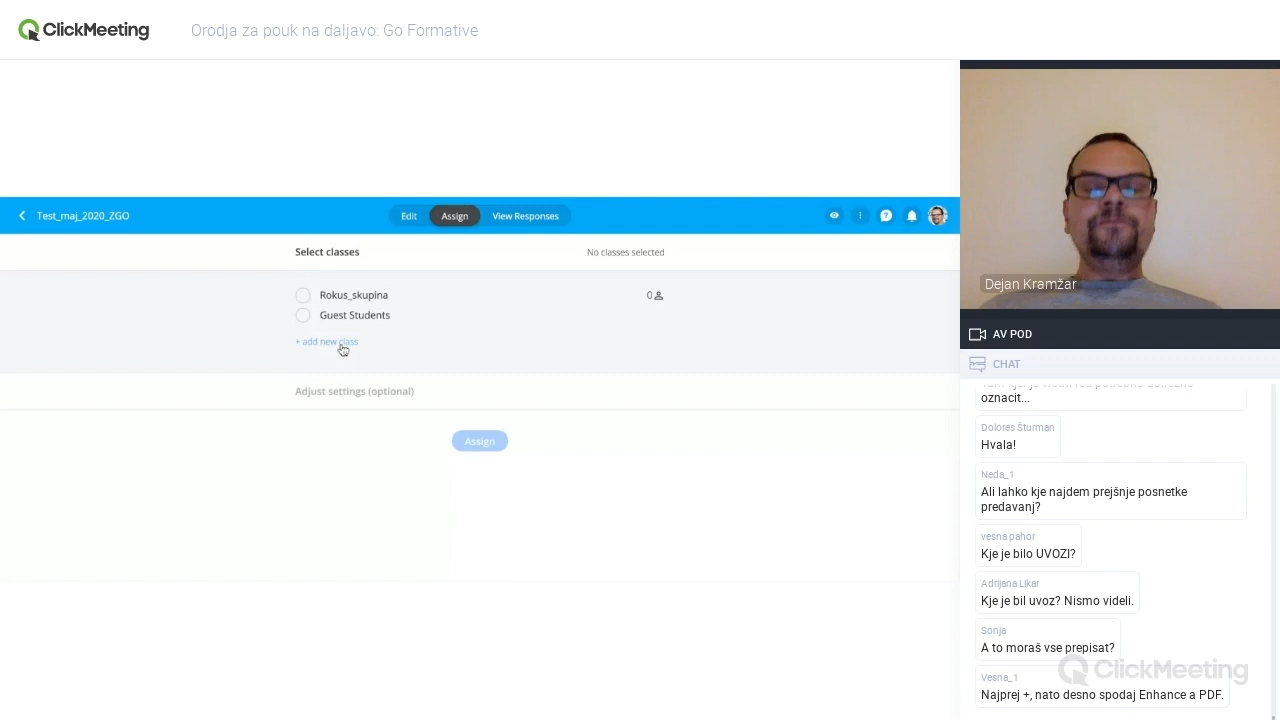 ClickMeeting
Orodja za pouk na daljavo: Go Formative
Test_maj_2020_ZGO
Edit
Assign
View Responses
Select classes
No classes selected
Rokus_skupina
0
Guest Students
+ add new class
Adjust settings (optional)
Assign
Dejan Kramžar
AV POD
CHAT
oznacit...
Dolores Šturman
Hvala!
Neda_1
Ali lahko kje najdem prejšnje posnetke
predavanj?
vesna pahor
Kje je bilo UVOZI?
Adrijana Likar
Kje je bil uvoz? Nismo videli.
Sonja
A to moraš vse prepisat?
Vesna_1
Najprej +, nato desno spodaj Enhance a PDF.
ClickMeeting